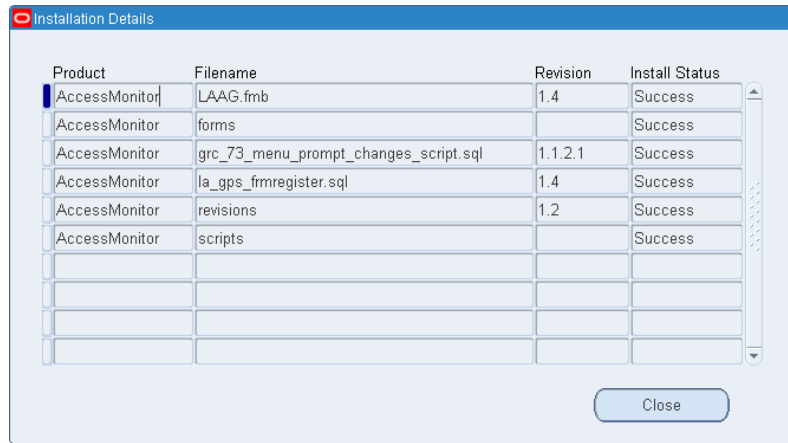 Installation Details
Product Filename Revision Install Status
AccessMonitor LAAG.fmb 1.4 Success
AccessMonitor forms Success
AccessMonitor grc_73_menu_prompt_changes_script.sql 1.1.2.1 Success
AccessMonitor la_gps_frmregister.sql 1.4 Success
AccessMonitor revisions 1.2 Success
AccessMonitor scripts Success
Close